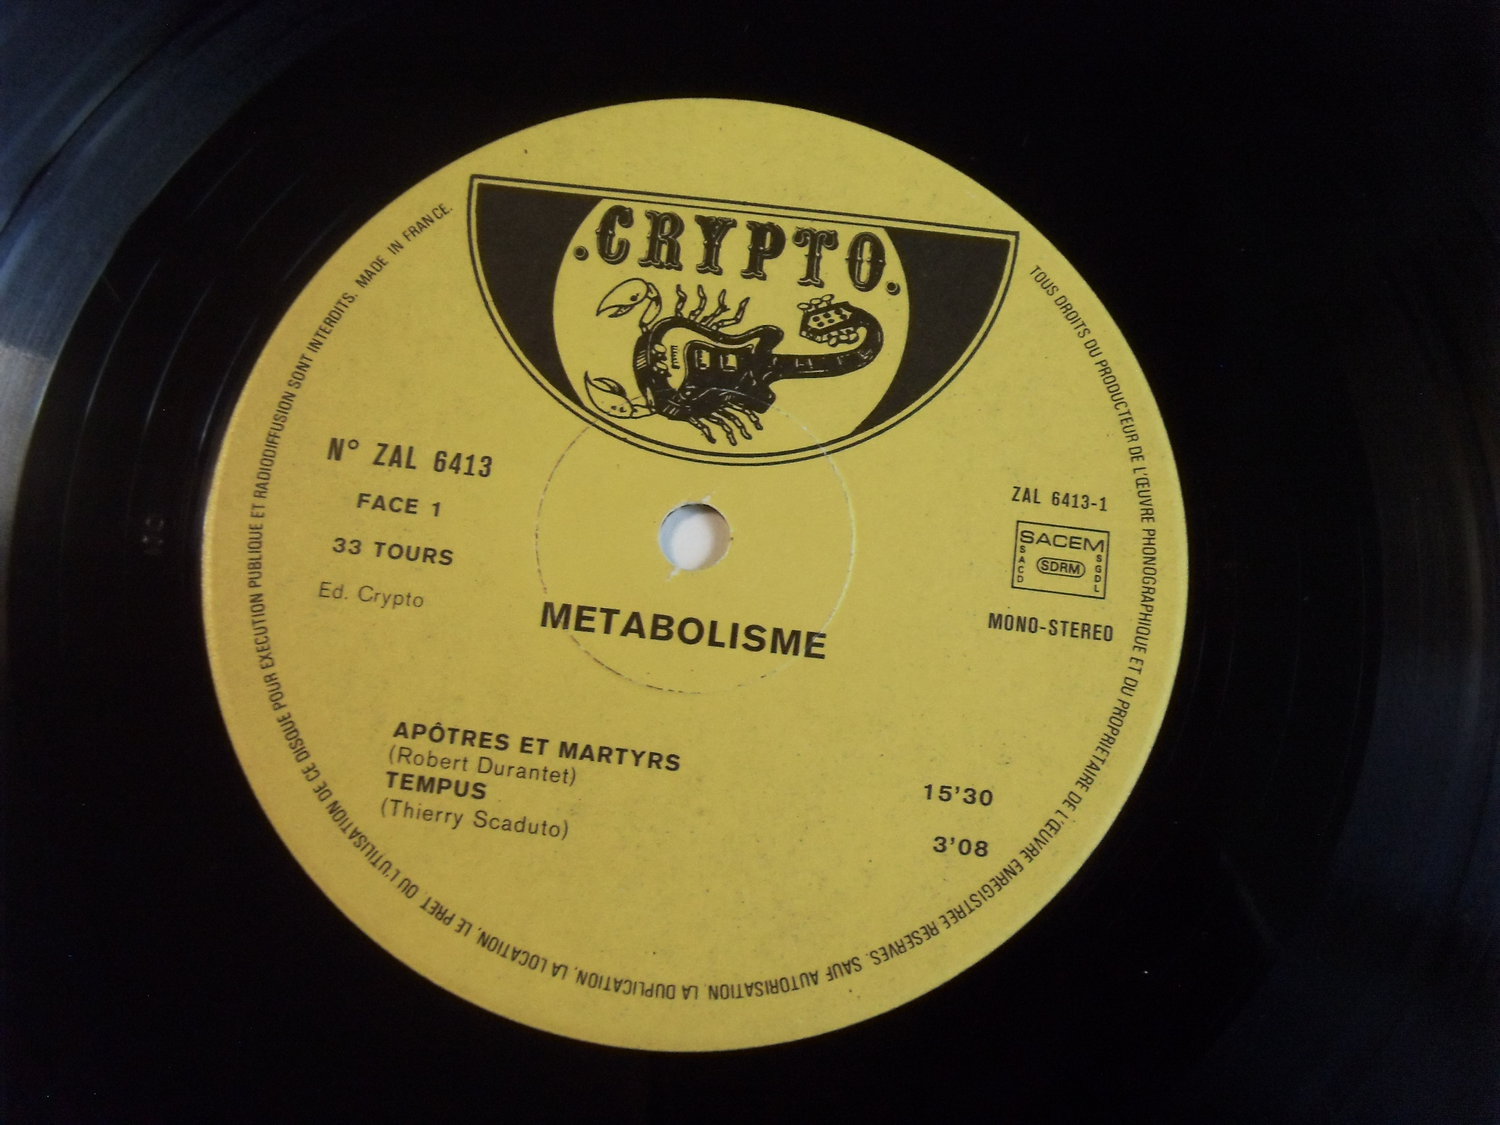 .CRYPTO.
N° ZAL 6413
FACE 1
33 TOURS
Ed. Crypto
ZAL 6413-1
SACEM
SACD
SDRM
SGDL
MONO-STEREO
METABOLISME
APÔTRES ET MARTYRS
(Robert Durantet)
15'30
TEMPUS
(Thierry Scaduto)
3'08
TOUS DROITS DU PRODUCTEUR DE L'ŒUVRE PHONOGRAPHIQUE ET DU PROPRIETAIRE DE L'ŒUVRE ENREGISTREE RESERVES. SAUF AUTORISATION, LA DUPLICATION, LA LOCATION, LE PRET, OU L'UTILISATION DE CE DISQUE POUR EXECUTION PUBLIQUE ET RADIODIFFUSION SONT INTERDITS. MADE IN FRANCE.